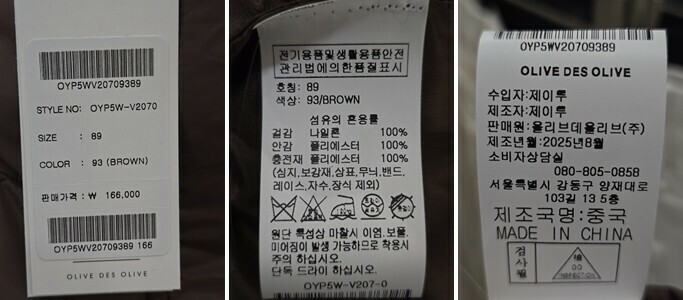 OYP5WV20709389
STYLE NO: OYP5W-V2070
SIZE : 89
COLOR : 93 (BROWN)
판매가격 : ₩ 166,000
OYP5WV20709389 166
OLIVE DES OLIVE
전기용품및생활용품안전
관리법에의한품질표시
호칭: 89
색상: 93/BROWN
섬유의 혼용률
겉감 나일론 100%
안감 폴리에스터 100%
충전재 폴리에스터 100%
(심지,보강재,상표,무늬,밴드,
레이스,자수,장식 제외)
원단 특성상 마찰시 이염, 보풀,
미어짐이 발생 가능하므로 착용시
주의 하십시오.
단독 드라이 하십시오.
OYP5W-V207-0
OYP5WV20709389
OLIVE DES OLIVE
수입자:제이투
제조자:제이투
판매원:올리브데올리브(주)
제조년월:2025년8월
소비자상담실
080-805-0858
서울특별시 강동구 양재대로
103길 13 5층
제조국명:중국
MADE IN CHINA
검사필